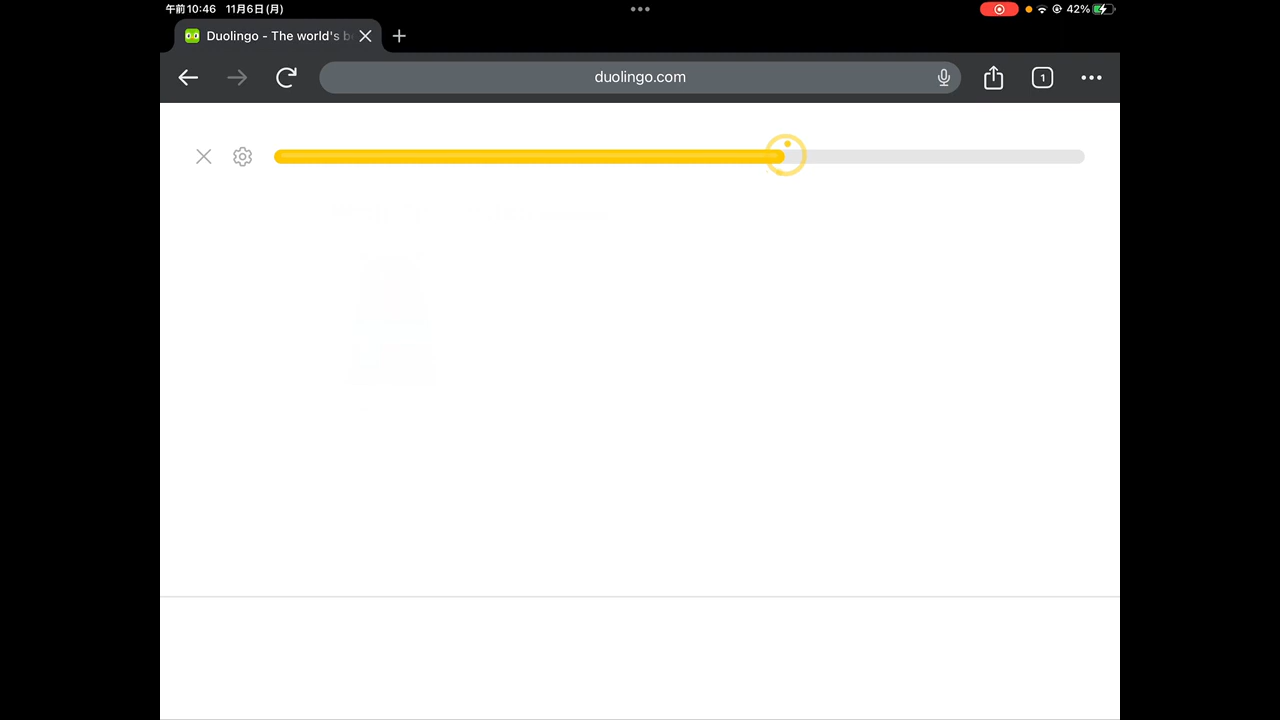 午前10:46 11月6日(月)
42%
Duolingo - The world's b
duolingo.com
1